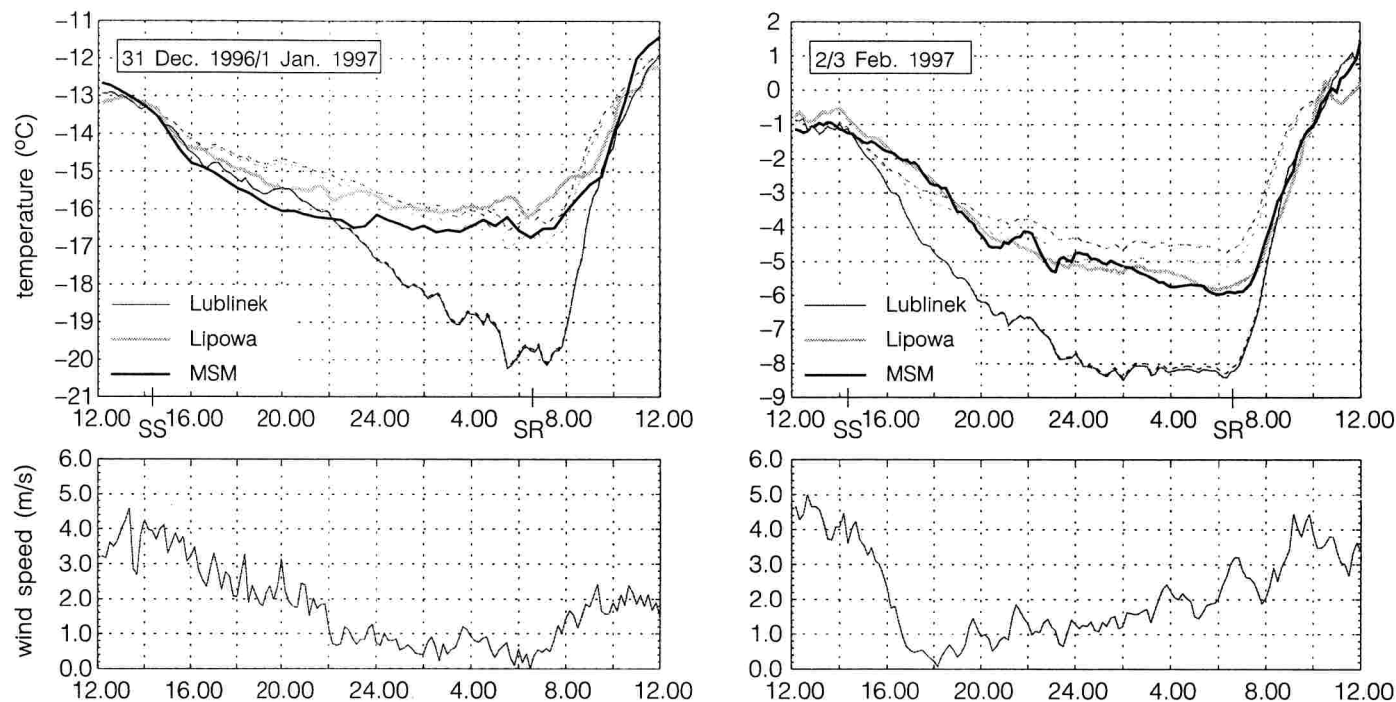 31 Dec. 1996/1 Jan. 1997
temperature (ºC)
−11
−12
−13
−14
−15
−16
−17
−18
−19
−20
−21
Lublinek
Lipowa
MSM
12.00 16.00 20.00 24.00 4.00 8.00 12.00
SS SR
2/3 Feb. 1997
2
1
0
−1
−2
−3
−4
−5
−6
−7
−8
−9
Lublinek
Lipowa
MSM
12.00 16.00 20.00 24.00 4.00 8.00 12.00
SS SR
wind speed (m/s)
6.0
5.0
4.0
3.0
2.0
1.0
0.0
12.00 16.00 20.00 24.00 4.00 8.00 12.00
6.0
5.0
4.0
3.0
2.0
1.0
0.0
12.00 16.00 20.00 24.00 4.00 8.00 12.00